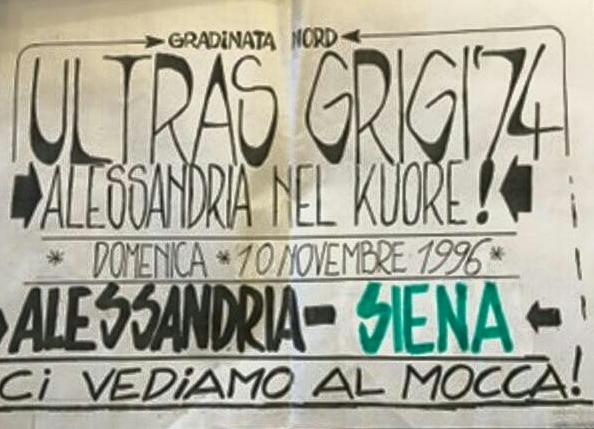 GRADiNATA NORD
ULTRAS GRIGI '74
ALESSANDRIA NEL KUORE!
* DOMENICA * 10 NOVEMBRE 1996 *
ALESSANDRIA - SIENA
Ci VEDiAMO AL MOCCA!